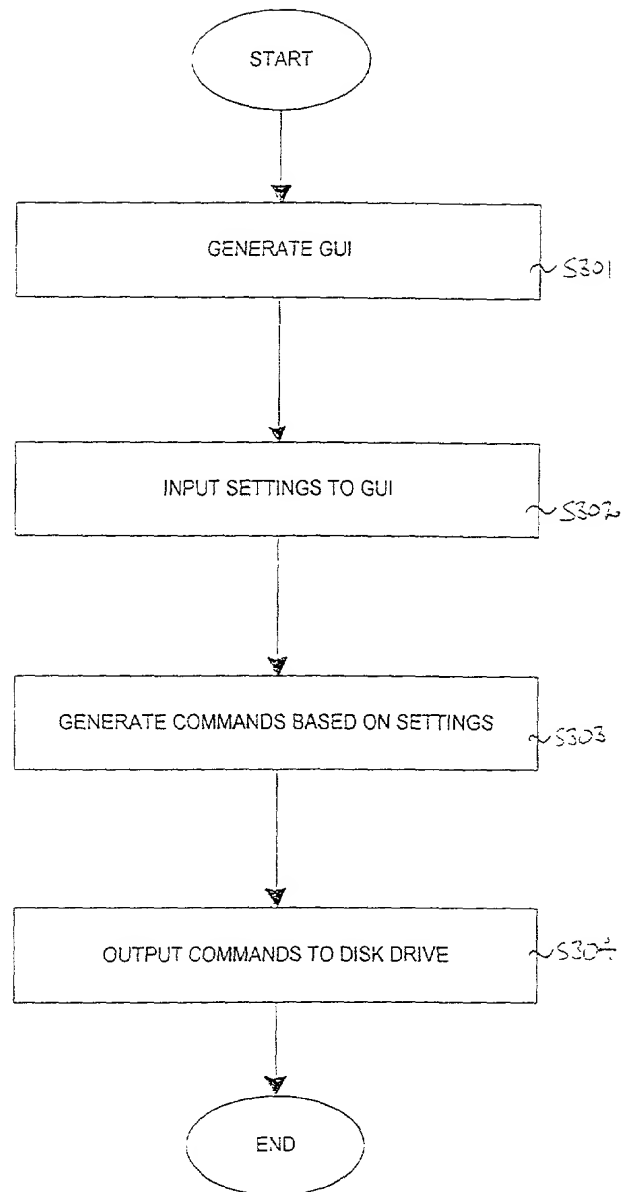 START
GENERATE GUI
S301
INPUT SETTINGS TO GUI
S302
GENERATE COMMANDS BASED ON SETTINGS
S303
OUTPUT COMMANDS TO DISK DRIVE
S304
END